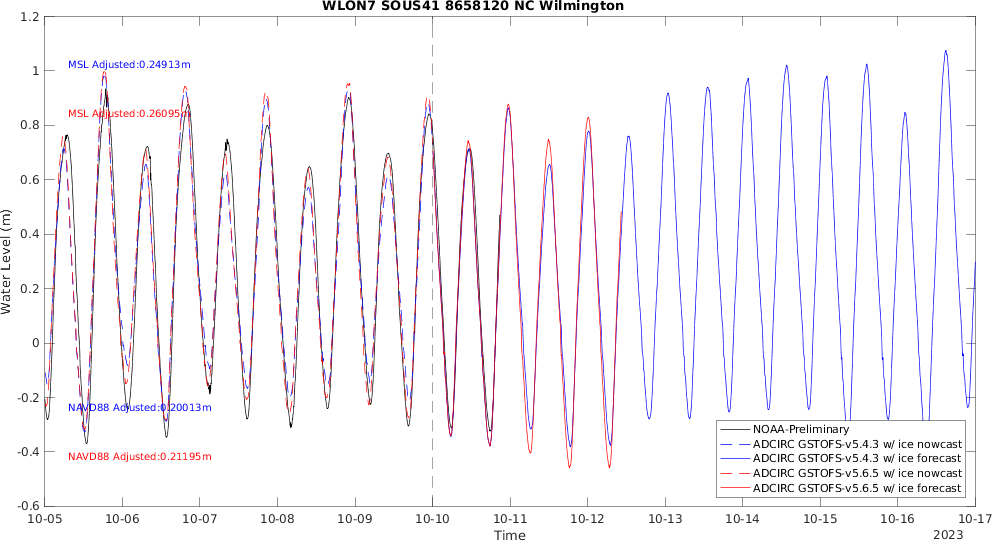 WLON7 SOUS41 8658120 NC Wilmington
1.2
1
0.8
0.6
0.4
0.2
0
-0.2
-0.4
-0.6
Water Level (m)
MSL Adjusted:0.24913m
MSL Adjusted:0.26095m
NAVD88 Adjusted:0.20013m
NAVD88 Adjusted:0.21195m
NOAA-Preliminary
ADCIRC GSTOFS-v5.4.3 w/ ice nowcast
ADCIRC GSTOFS-v5.4.3 w/ ice forecast
ADCIRC GSTOFS-v5.6.5 w/ ice nowcast
ADCIRC GSTOFS-v5.6.5 w/ ice forecast
10-05 10-06 10-07 10-08 10-09 10-10 10-11 10-12 10-13 10-14 10-15 10-16 10-17
Time
2023